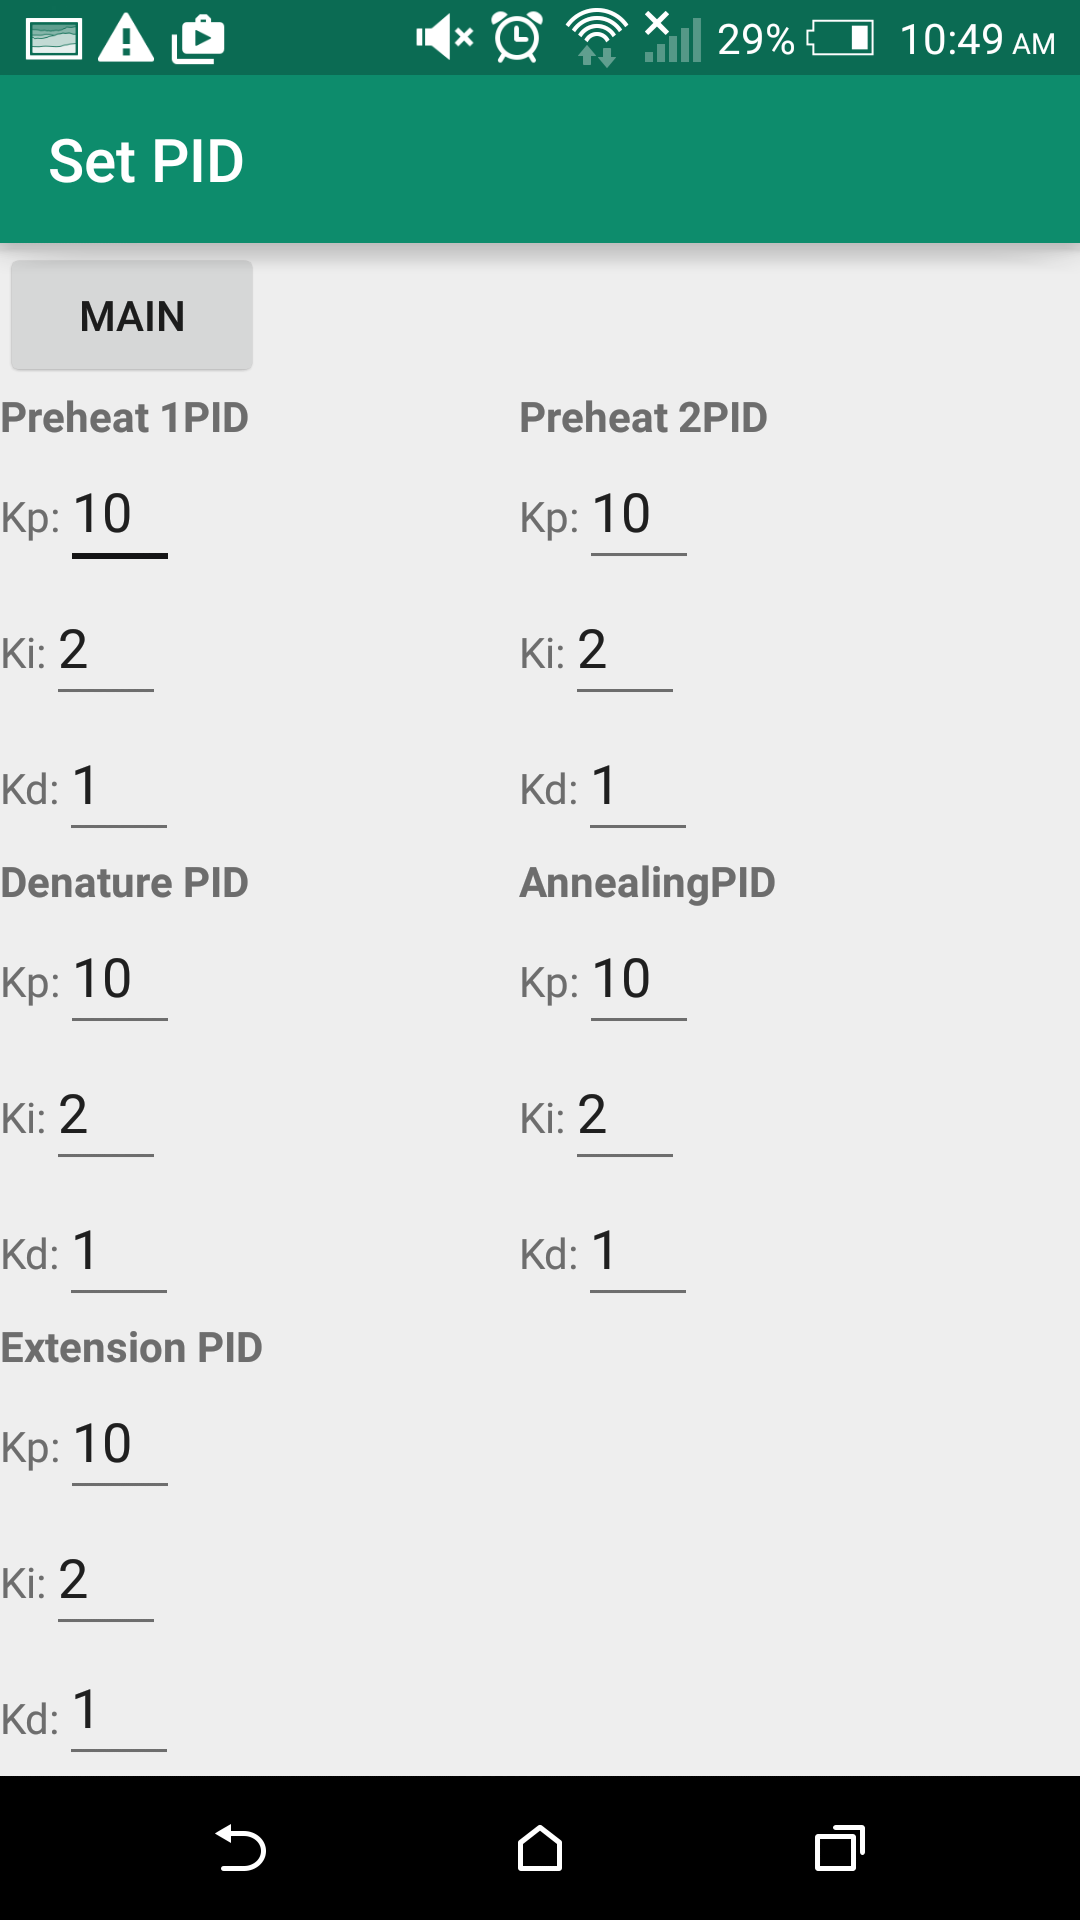 29% 10:49 AM
Set PID
MAIN
Preheat 1PID Preheat 2PID
Kp: 10 Kp: 10
Ki: 2 Ki: 2
Kd: 1 Kd: 1
Denature PID AnnealingPID
Kp: 10 Kp: 10
Ki: 2 Ki: 2
Kd: 1 Kd: 1
Extension PID
Kp: 10
Ki: 2
Kd: 1